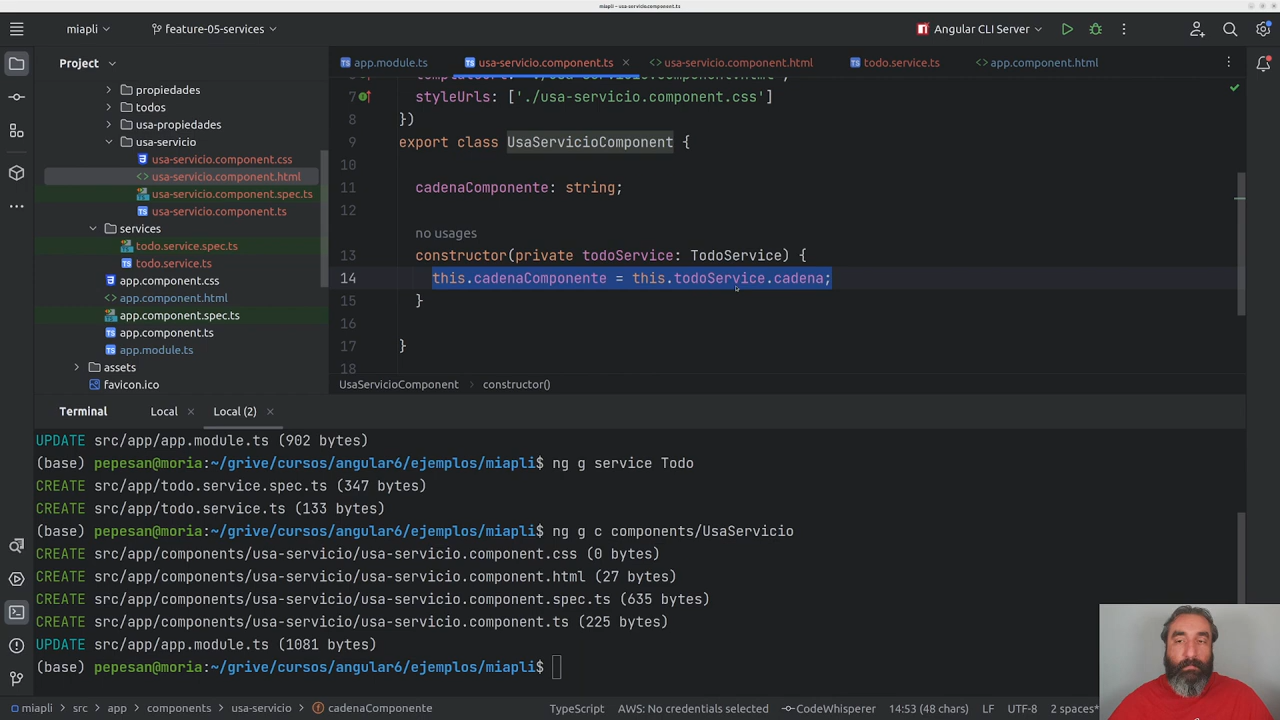 miapli - usa-servicio.component.ts
miapli
feature-05-services
Angular CLI Server
Project
app.module.ts
usa-servicio.component.ts
usa-servicio.component.html
todo.service.ts
app.component.html
propiedades
todos
usa-propiedades
usa-servicio
usa-servicio.component.css
usa-servicio.component.html
usa-servicio.component.spec.ts
usa-servicio.component.ts
services
todo.service.spec.ts
todo.service.ts
app.component.css
app.component.html
app.component.spec.ts
app.component.ts
app.module.ts
assets
favicon.ico
7 styleUrls: ['./usa-servicio.component.css']
8 })
9 export class UsaServicioComponent {
10
11 cadenaComponente: string;
12
no usages
13 constructor(private todoService: TodoService) {
14 this.cadenaComponente = this.todoService.cadena;
15 }
16
17 }
18
UsaServicioComponent > constructor()
Terminal
Local
Local (2)
UPDATE src/app/app.module.ts (902 bytes)
(base) pepesan@moria:~/grive/cursos/angular6/ejemplos/miapli$ ng g service Todo
CREATE src/app/todo.service.spec.ts (347 bytes)
CREATE src/app/todo.service.ts (133 bytes)
(base) pepesan@moria:~/grive/cursos/angular6/ejemplos/miapli$ ng g c components/UsaServicio
CREATE src/app/components/usa-servicio/usa-servicio.component.css (0 bytes)
CREATE src/app/components/usa-servicio/usa-servicio.component.html (27 bytes)
CREATE src/app/components/usa-servicio/usa-servicio.component.spec.ts (635 bytes)
CREATE src/app/components/usa-servicio/usa-servicio.component.ts (225 bytes)
UPDATE src/app/app.module.ts (1081 bytes)
(base) pepesan@moria:~/grive/cursos/angular6/ejemplos/miapli$
miapli > src > app > components > usa-servicio > cadenaComponente
TypeScript
AWS: No credentials selected
CodeWhisperer
14:53 (48 chars)
LF
UTF-8
2 spaces*